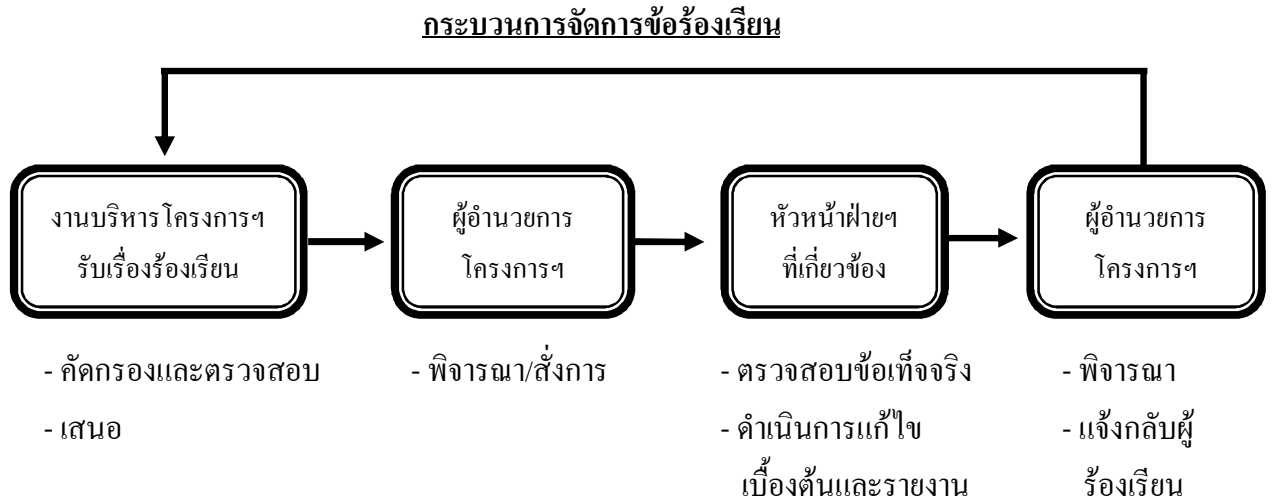 กระบวนการจัดการข้อร้องเรียน
งานบริหารโครงการฯ
รับเรื่องร้องเรียน
ผู้อำนวยการ
โครงการฯ
หัวหน้าฝ่ายฯ
ที่เกี่ยวข้อง
ผู้อำนวยการ
โครงการฯ
- คัดกรองและตรวจสอบ
- เสนอ
- พิจารณา/สั่งการ
- ตรวจสอบข้อเท็จจริง
- ดำเนินการแก้ไข
เบื้องต้นและรายงาน
- พิจารณา
- แจ้งกลับผู้
ร้องเรียน